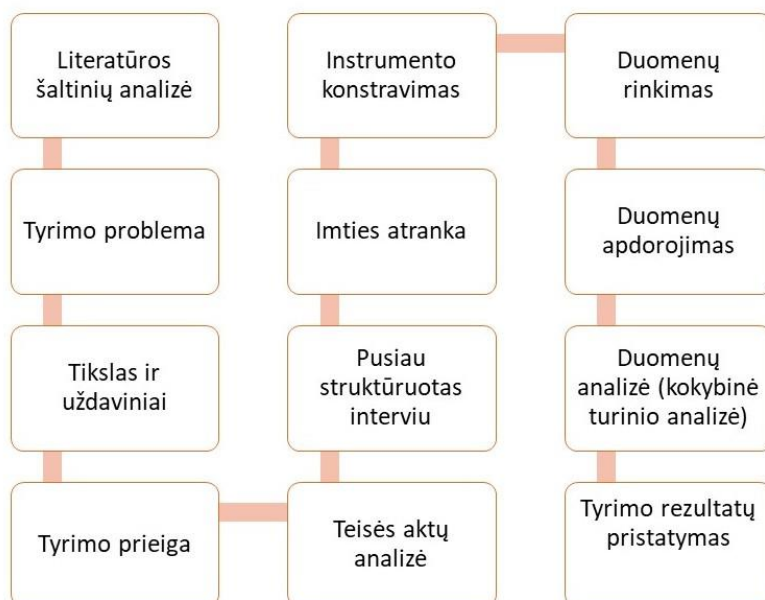 Literatūros
šaltinių analizė
Tyrimo problema
Tikslas ir
uždaviniai
Tyrimo prieiga
Teisės aktų
analizė
Pusiau
struktūruotas
interviu
Imties atranka
Instrumento
konstravimas
Duomenų
rinkimas
Duomenų
apdorojimas
Duomenų
analizė (kokybinė
turinio analizė)
Tyrimo rezultatų
pristatymas